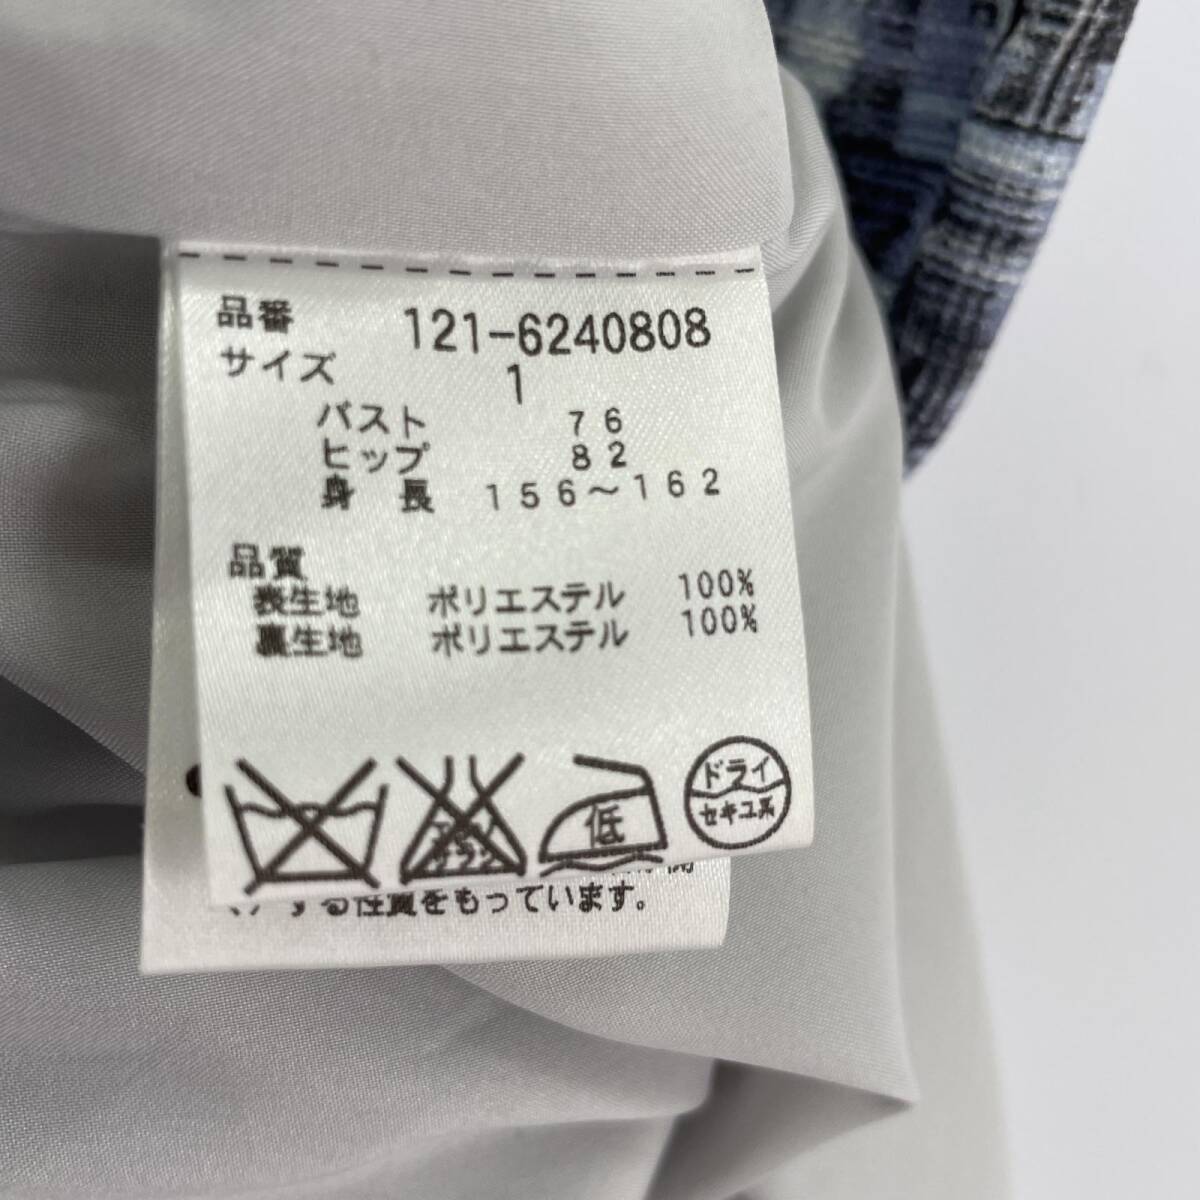 品番 121-6240808
サイズ 1
バスト 76
ヒップ 82
身長 156～162
品質
表生地 ポリエステル 100%
裏生地 ポリエステル 100%
低
ドライ
セキユ系
する性質をもっています。